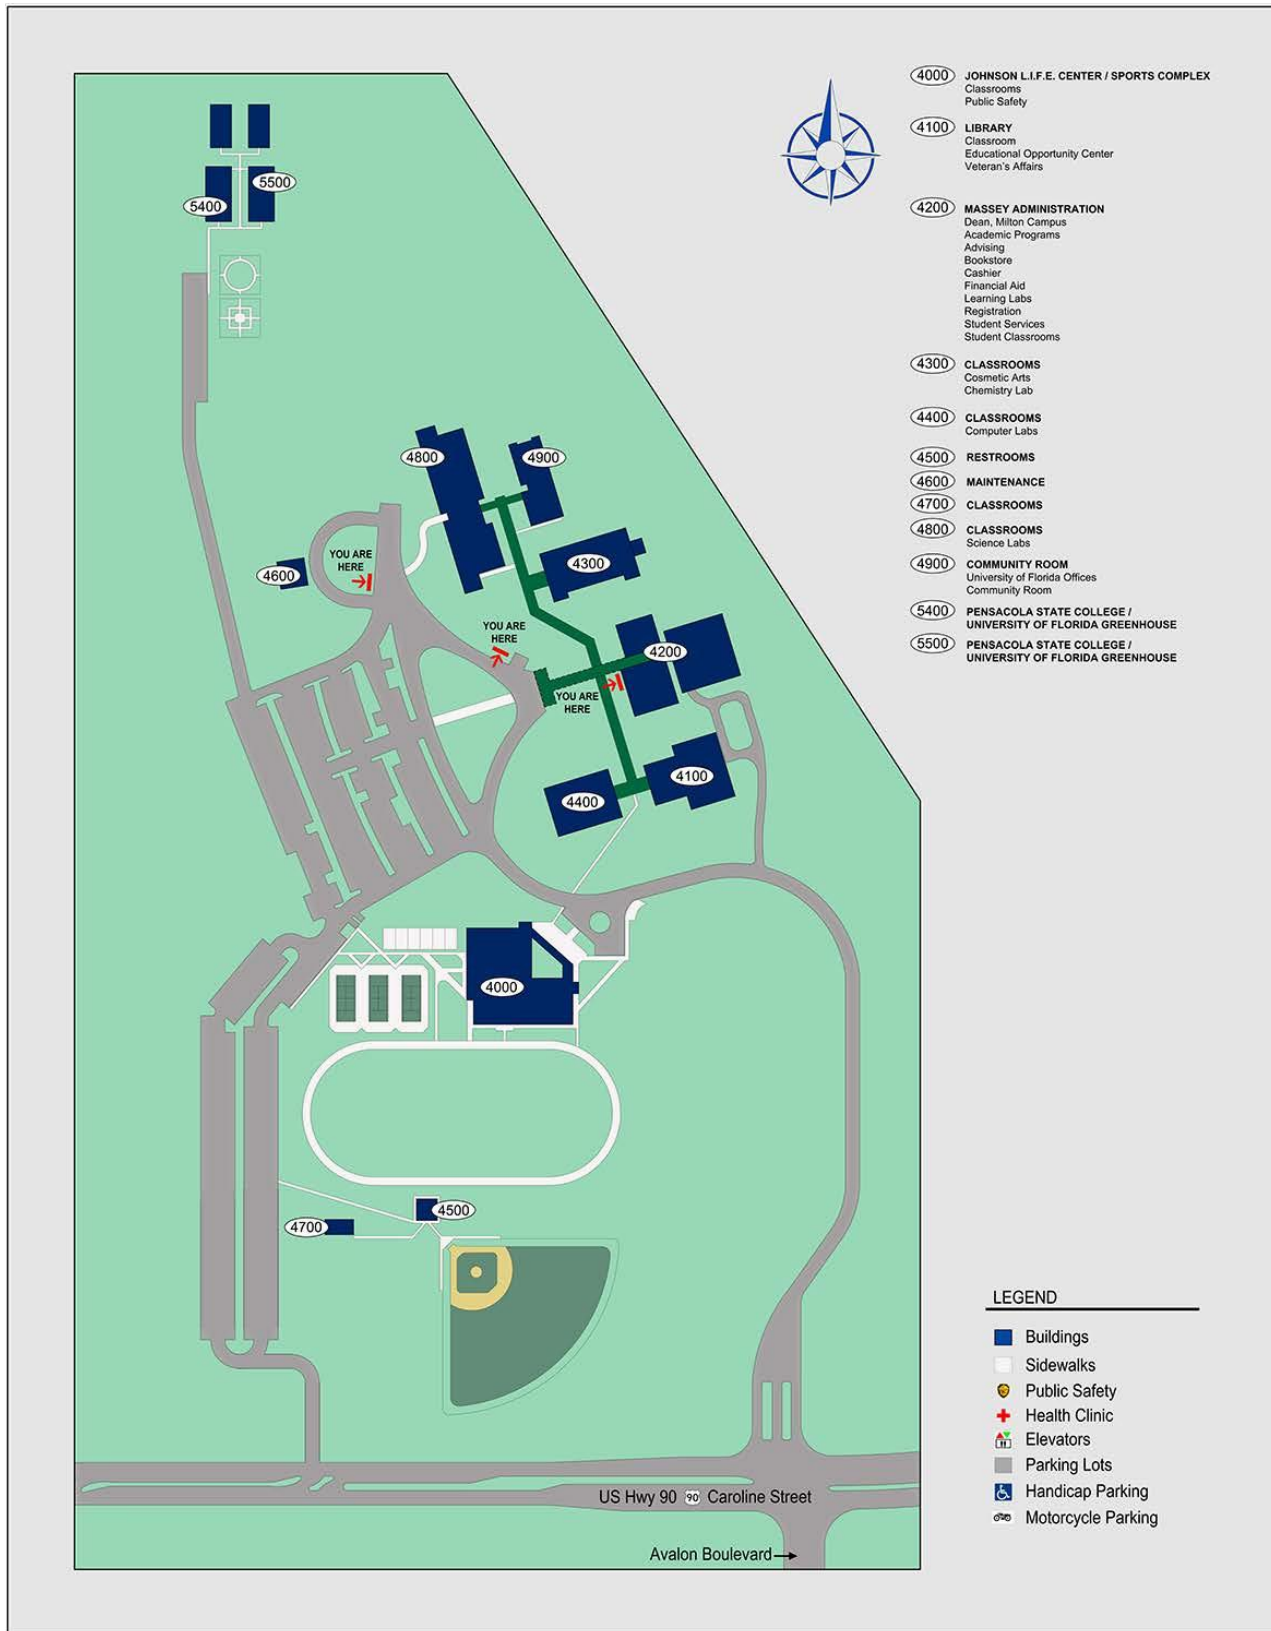 4000 JOHNSON L.I.F.E. CENTER / SPORTS COMPLEX
Classrooms
Public Safety
4100 LIBRARY
Classroom
Educational Opportunity Center
Veteran's Affairs
4200 MASSEY ADMINISTRATION
Dean, Milton Campus
Academic Programs
Advising
Bookstore
Cashier
Financial Aid
Learning Labs
Registration
Student Services
Student Classrooms
4300 CLASSROOMS
Cosmetic Arts
Chemistry Lab
4400 CLASSROOMS
Computer Labs
4500 RESTROOMS
4600 MAINTENANCE
4700 CLASSROOMS
4800 CLASSROOMS
Science Labs
4900 COMMUNITY ROOM
University of Florida Offices
Community Room
5400 PENSACOLA STATE COLLEGE /
UNIVERSITY OF FLORIDA GREENHOUSE
5500 PENSACOLA STATE COLLEGE /
UNIVERSITY OF FLORIDA GREENHOUSE
5500
5400
4800
4900
YOU ARE
HERE
4300
4600
YOU ARE
HERE
4200
YOU ARE
HERE
4100
4400
4000
4500
4700
LEGEND
Buildings
Sidewalks
Public Safety
Health Clinic
Elevators
Parking Lots
Handicap Parking
Motorcycle Parking
US Hwy 90 90 Caroline Street
Avalon Boulevard